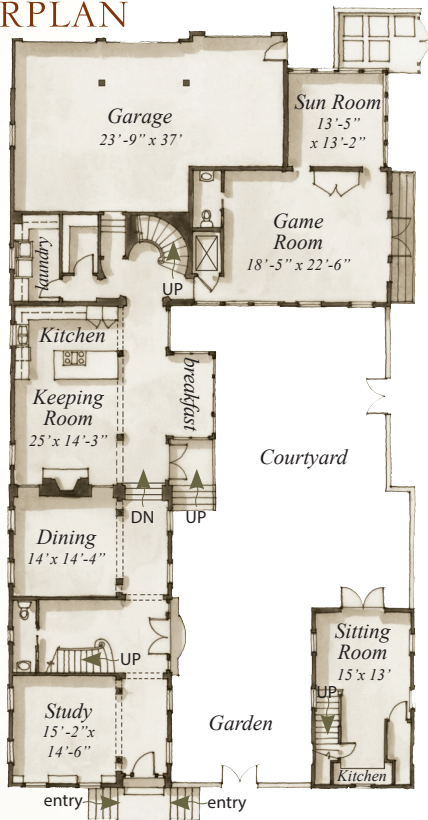 RPLAN
Sun Room
13'-5"
x 13'-2"
Garage
23'-9" x 37'
Game
Room
18'-5" x 22'-6"
laundry
UP
Kitchen
breakfast
Keeping
Room
25' x 14'-3"
Courtyard
DN
UP
Dining
14' x 14'-4"
Sitting
Room
15' x 13'
UP
UP
Study
15'-2" x
14'-6"
Garden
Kitchen
entry
entry